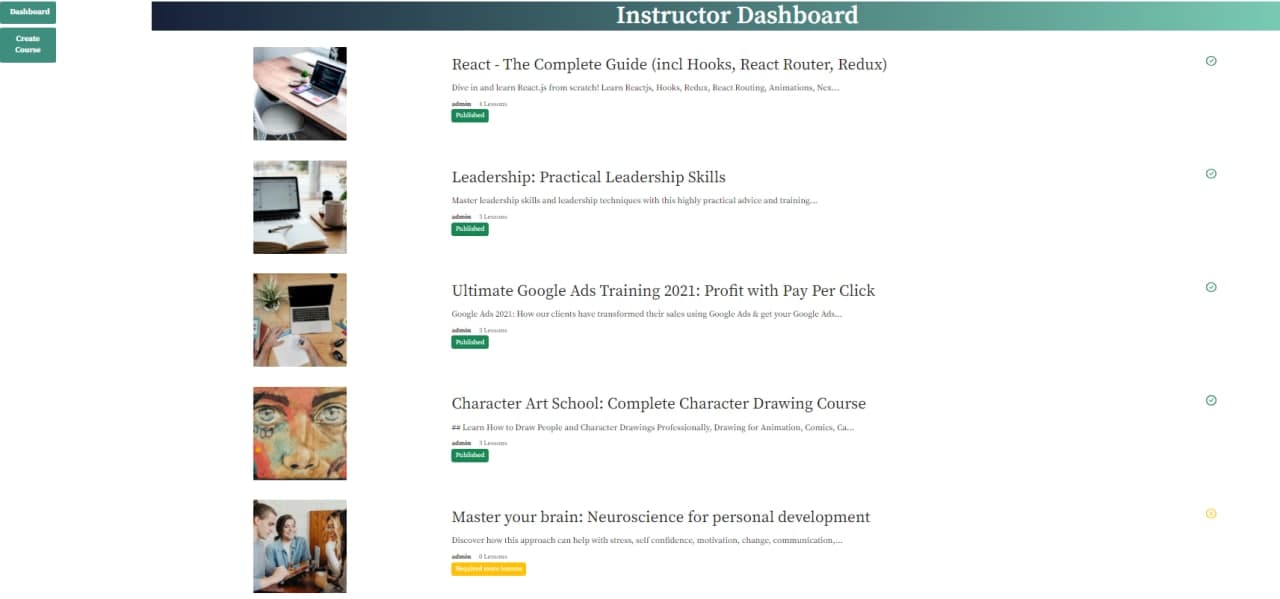 Dashboard
Create
Course
Instructor Dashboard
React - The Complete Guide (incl Hooks, React Router, Redux)
Dive in and learn React.js from scratch! Learn Reactjs, Hooks, Redux, React Routing, Animations, Nex...
admin 4 Lessons
Published
Leadership: Practical Leadership Skills
Master leadership skills and leadership techniques with this highly practical advice and training...
admin 3 Lessons
Published
Ultimate Google Ads Training 2021: Profit with Pay Per Click
Google Ads 2021: How our clients have transformed their sales using Google Ads & get your Google Ads...
admin 3 Lessons
Published
Character Art School: Complete Character Drawing Course
## Learn How to Draw People and Character Drawings Professionally, Drawing for Animation, Comics, Ca...
admin 3 Lessons
Published
Master your brain: Neuroscience for personal development
Discover how this approach can help with stress, self confidence, motivation, change, communication,...
admin 0 Lessons
Required more lessons